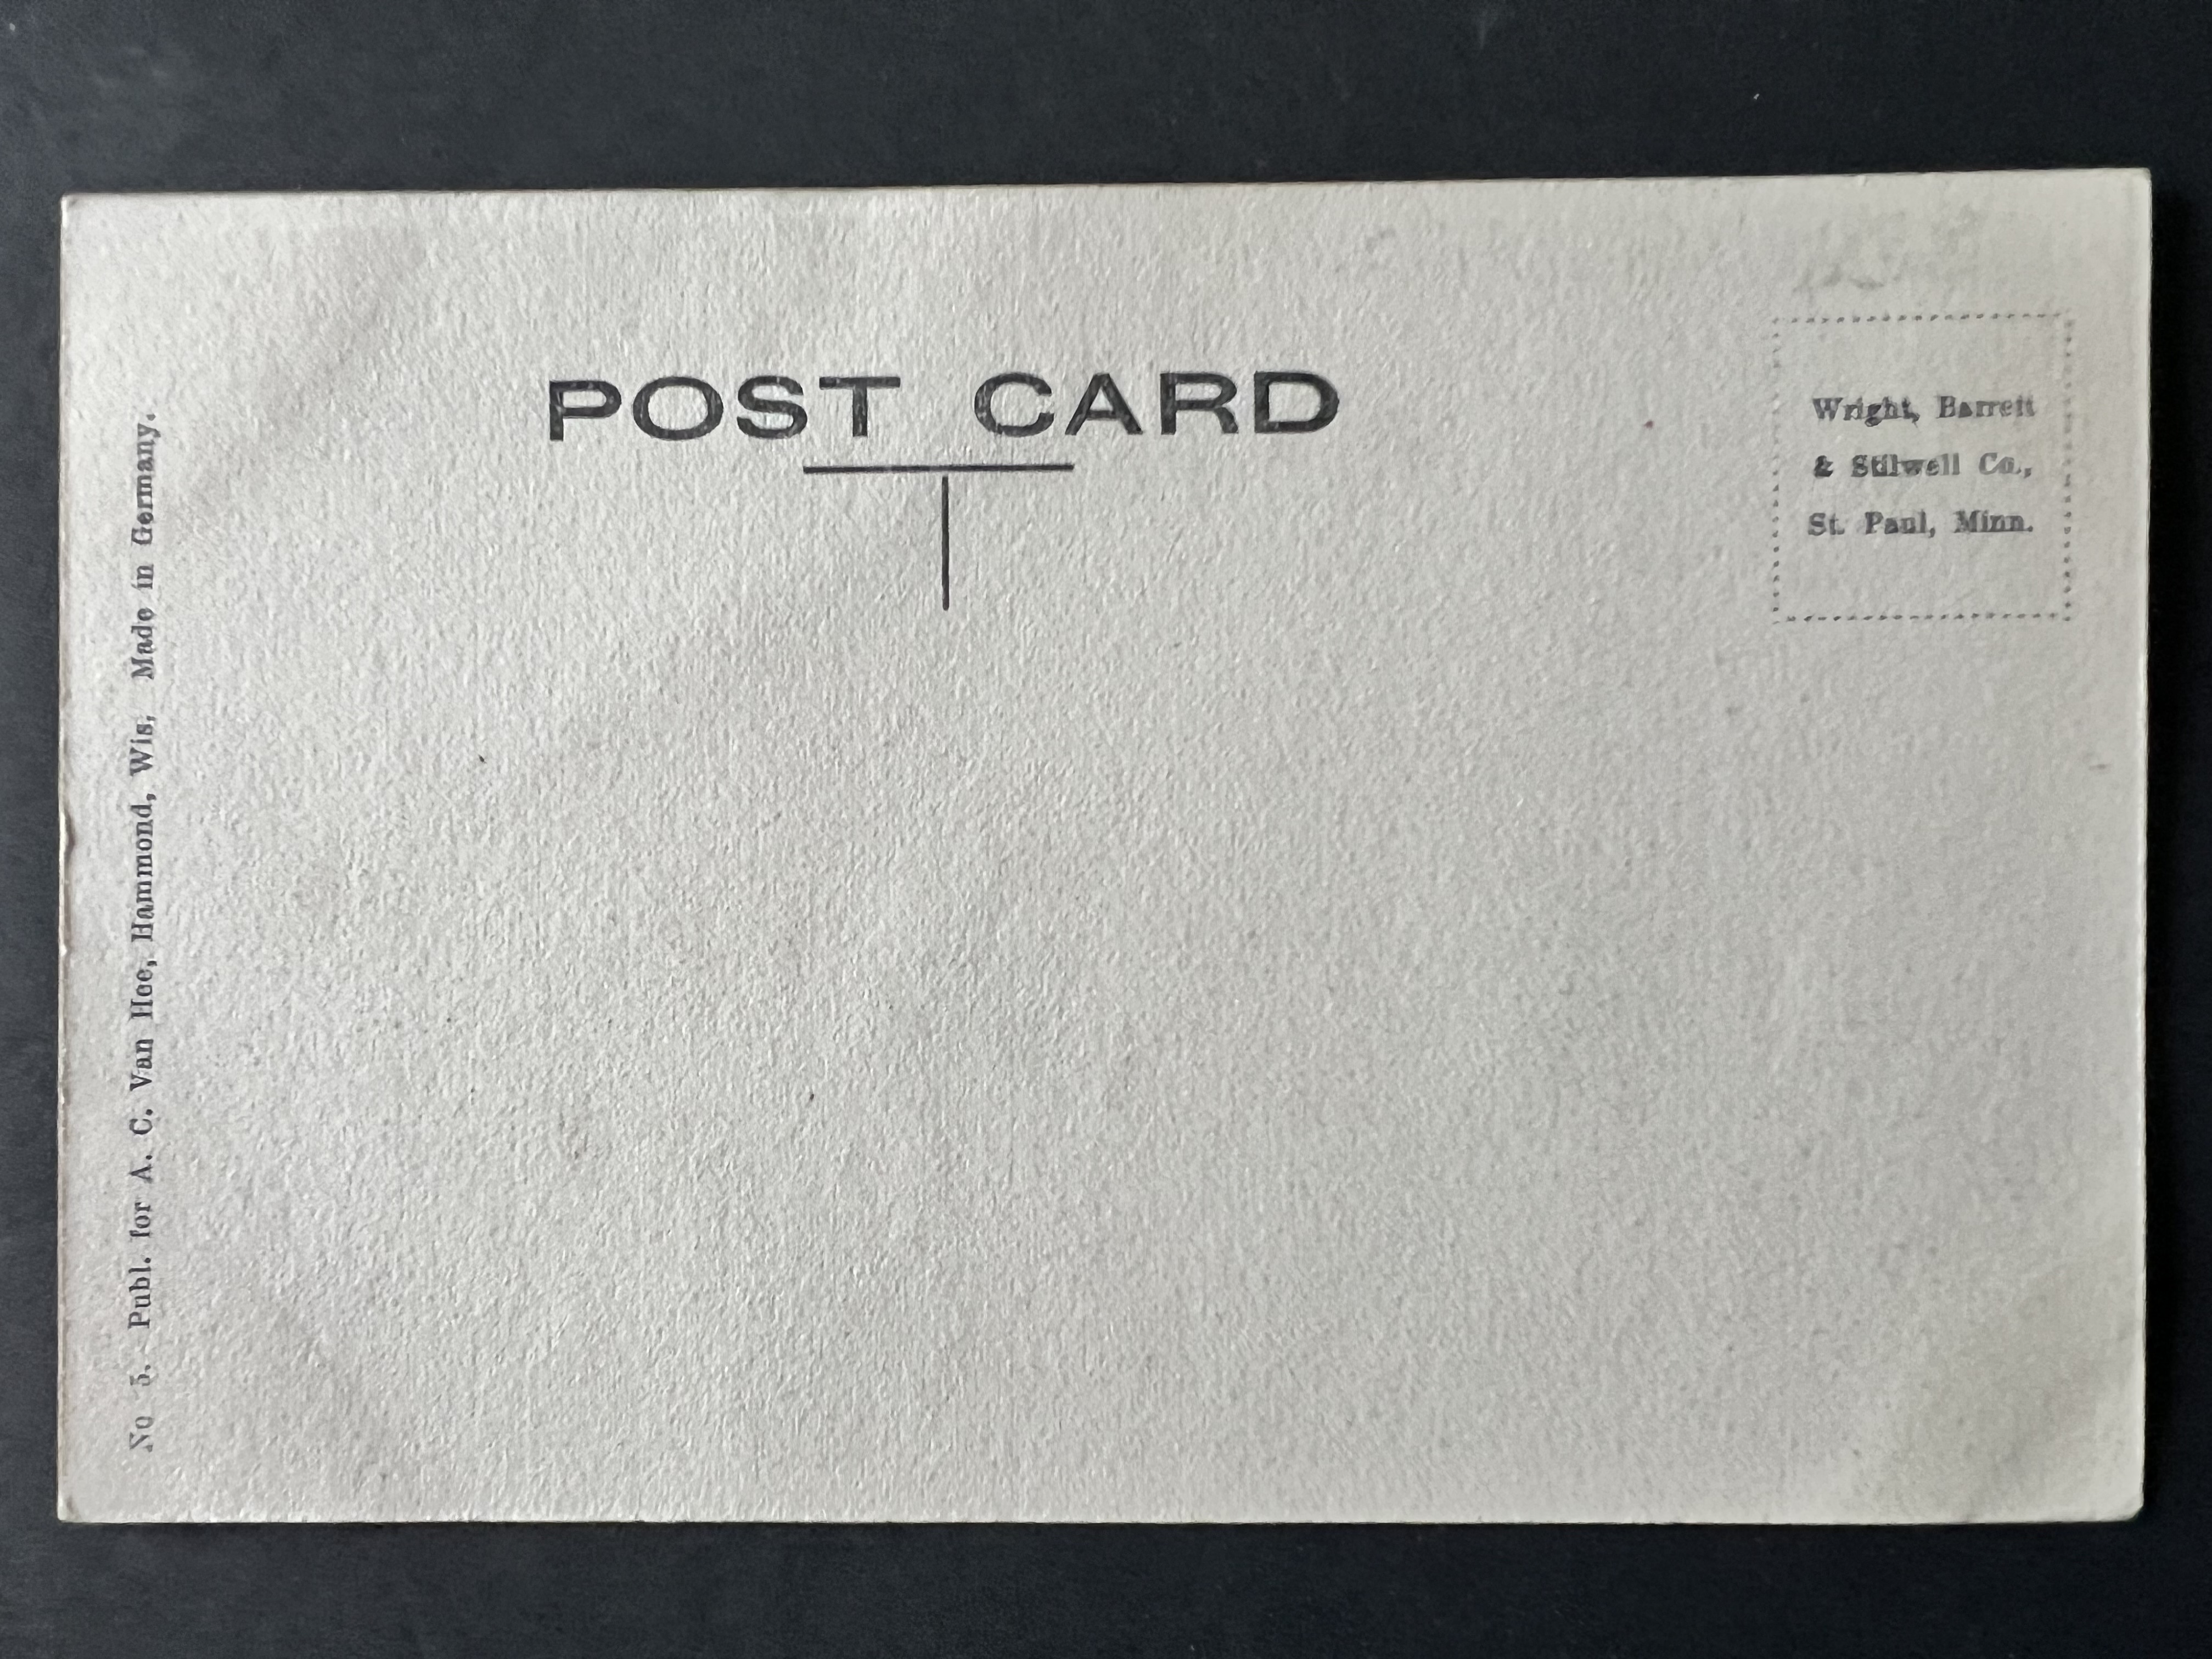 POST CARD
Wright, Barrett
& Stilwell Co.,
St. Paul, Minn.
No 5. Publ. for A. C. Van Hee, Hammond, Wis. Made in Germany.